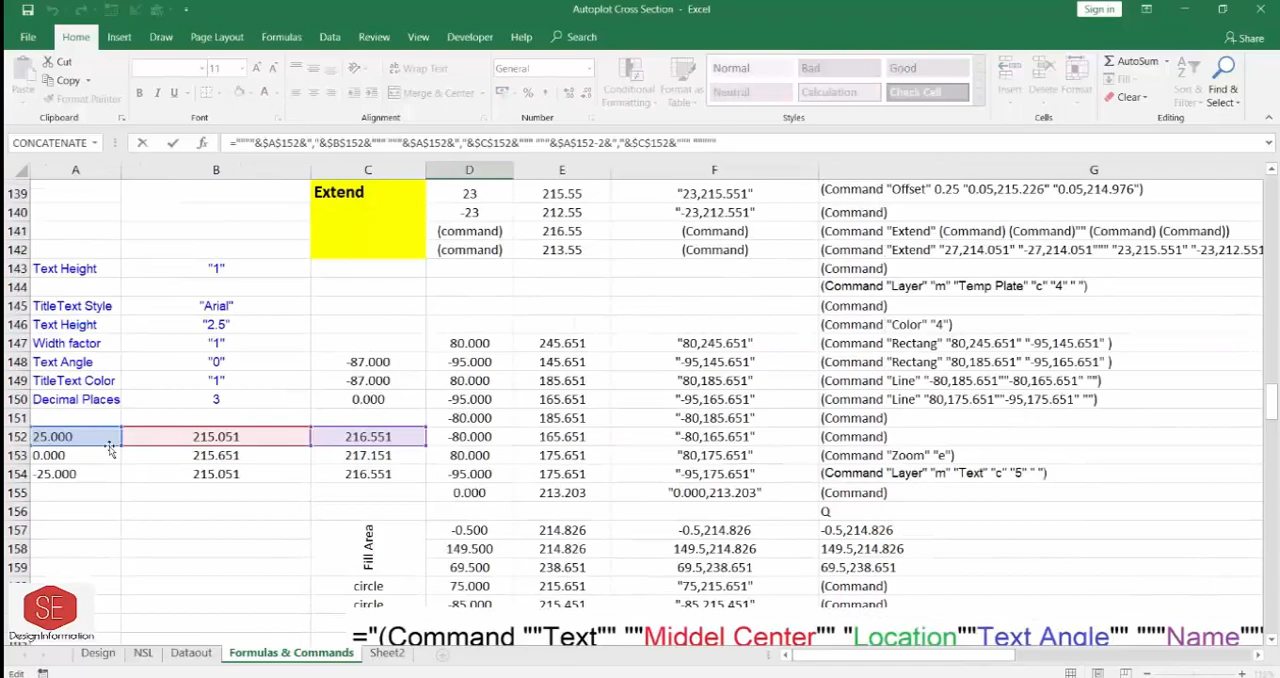 Autoplot Cross Section - Excel
Sign in
File Home Insert Draw Page Layout Formulas Data Review View Developer Help Search Share
Cut
Copy
Format Painter
Paste
Clipboard
11
B I U
Font
Wrap Text
Merge & Center
Alignment
General
Number
Conditional Formatting
Format as Table
Normal Bad Good
Neutral Calculation Check Cell
Styles
Insert Delete Format
Cells
AutoSum
Fill
Clear
Sort & Filter
Find & Select
Editing
CONCATENATE =""""&$A$152&","&$B$152&""" """&$A$152&","&$C$152&""" """&$A$152-2&","&$C$152&""" """""
A B C D E F G
139 Extend 23 215.55 "23,215.551" (Command "Offset" 0.25 "0.05,215.226" "0.05,214.976")
140 -23 212.55 "-23,212.551" (Command)
141 (command) 216.55 (Command) (Command "Extend" (Command) (Command)"" (Command) (Command))
142 (command) 213.55 (Command) (Command "Extend" "27,214.051" "-27,214.051""" "23,215.551" "-23,212.551
143 Text Height "1" (Command)
144 (Command "Layer" "m" "Temp Plate" "c" "4" " ")
145 TitleText Style "Arial" (Command)
146 Text Height "2.5" (Command "Color" "4")
147 Width factor "1" 80.000 245.651 "80,245.651" (Command "Rectang" "80,245.651" "-95,145.651" )
148 Text Angle "0" -87.000 -95.000 145.651 "-95,145.651" (Command "Rectang" "80,185.651" "-95,165.651" )
149 TitleText Color "1" -87.000 80.000 185.651 "80,185.651" (Command "Line" "-80,185.651""-80,165.651" "")
150 Decimal Places 3 0.000 -95.000 165.651 "-95,165.651" (Command "Line" "80,175.651""-95,175.651" "")
151 -80.000 185.651 "-80,185.651" (Command)
152 25.000 215.051 216.551 -80.000 165.651 "-80,165.651" (Command)
153 0.000 215.651 217.151 80.000 175.651 "80,175.651" (Command "Zoom" "e")
154 -25.000 215.051 216.551 -95.000 175.651 "-95,175.651" (Command "Layer" "m" "Text" "c" "5" " ")
155 0.000 213.203 "0.000,213.203" (Command)
156 Q
157 Fill Area -0.500 214.826 -0.5,214.826 -0.5,214.826
158 149.500 214.826 149.5,214.826 149.5,214.826
159 69.500 238.651 69.5,238.651 69.5,238.651
circle 75.000 215.651 "75,215.651" (Command)
circle -85.000 215.451 "-85,215.451" (Command)
SE
DesignInformation
="(Command ""Text"" ""Middel Center"" "Location""Text Angle" """Name"""
Design NSL Dataout Formulas & Commands Sheet2
Edit